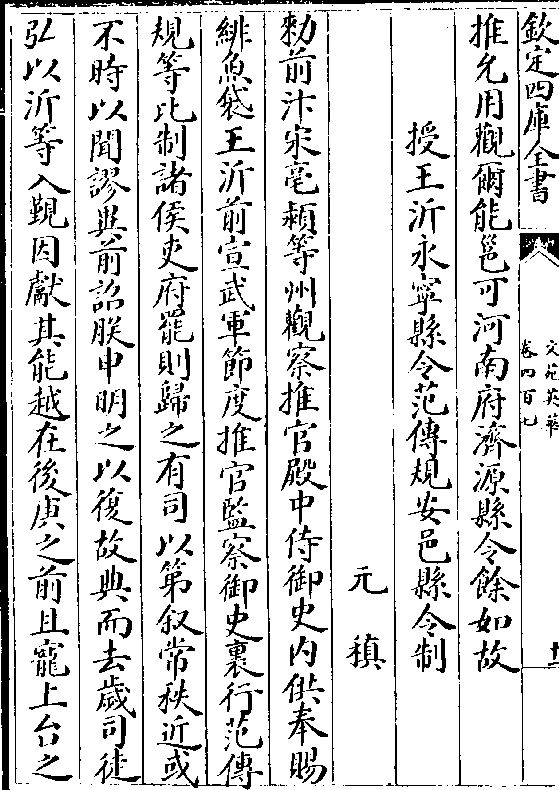 欽定四庫全書
文苑英華
卷四百七
推允用觀爾能邕可河南府濟源縣令餘如故
授王沂永寧縣令范傳規安邑縣令制
元稹
勑前汴宋亳潁等州觀察推官殿中侍御史内供奉賜
緋魚袋王沂前宣武軍節度推官監察御史裏行范傳
規等比制諸侯吏府罷則歸之有司以第叙常秩近或
不時以聞謬與前詔朕申明之以復故典而去歲司徒
弘以沂等入覲因獻其能越在後庚之前且寵上台之